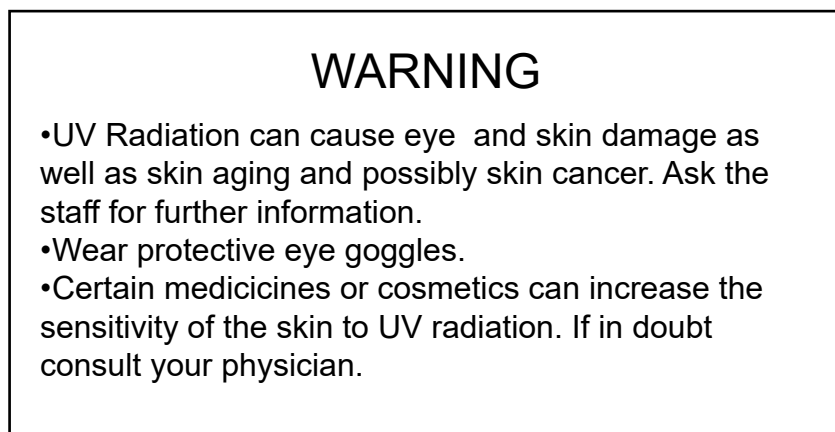 WARNING
•UV Radiation can cause eye  and skin damage as
well as skin aging and possibly skin cancer. Ask the
staff for further information.
•Wear protective eye goggles.
•Certain medicicines or cosmetics can increase the
sensitivity of the skin to UV radiation. If in doubt
consult your physician.